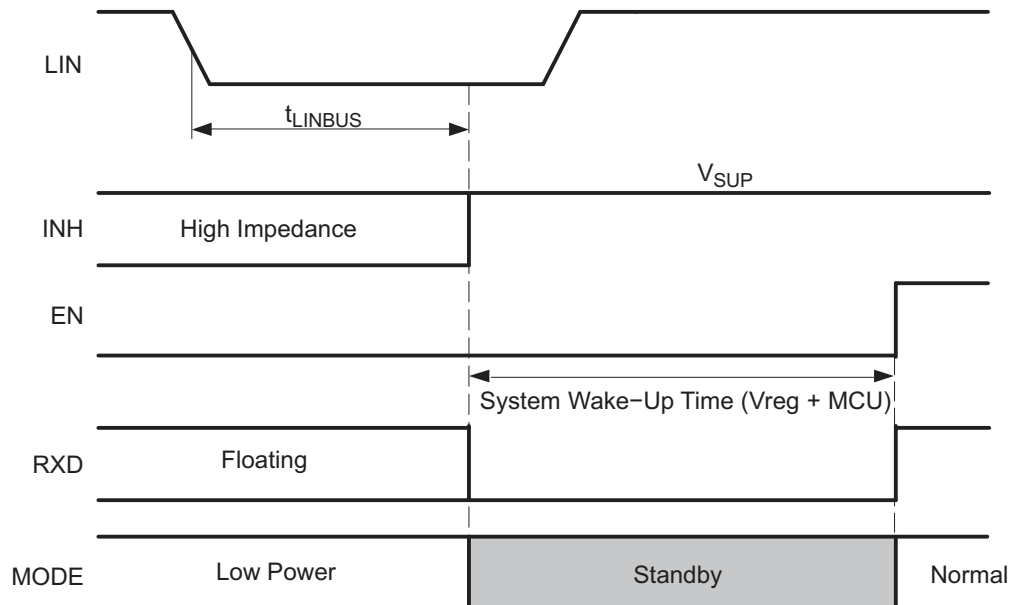 LIN
tLINBUS
VSUP
INH High Impedance
EN
System Wake−Up Time (Vreg + MCU)
RXD Floating
MODE Low Power Standby Normal